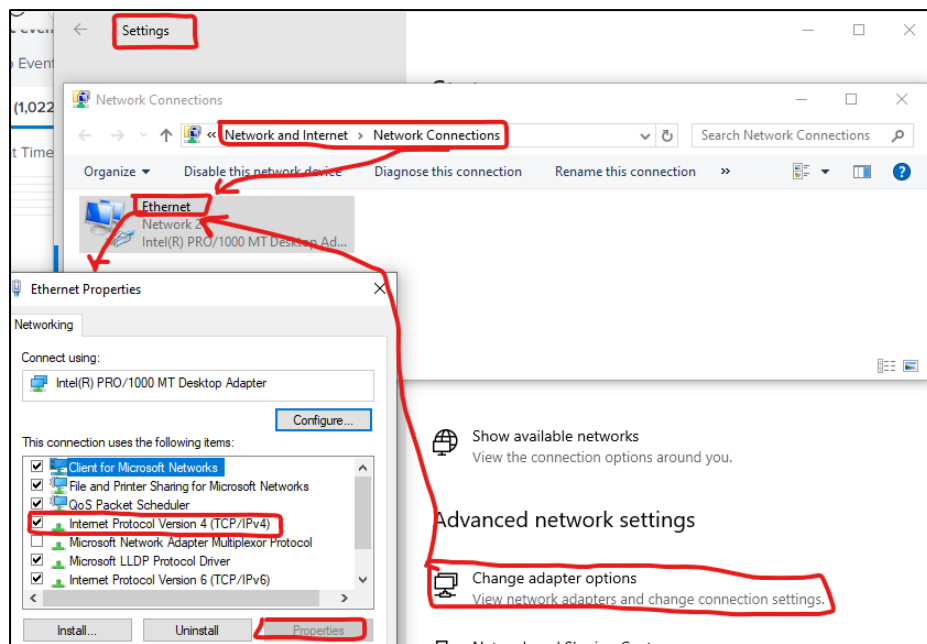 Settings
Event
(1,022
t Time
Network Connections
« Network and Internet > Network Connections
Search Network Connections
Organize
Disable this network device
Diagnose this connection
Rename this connection
»
Ethernet
Network 2
Intel(R) PRO/1000 MT Desktop Ad...
Ethernet Properties
Networking
Connect using:
Intel(R) PRO/1000 MT Desktop Adapter
Configure...
This connection uses the following items:
Client for Microsoft Networks
File and Printer Sharing for Microsoft Networks
QoS Packet Scheduler
Internet Protocol Version 4 (TCP/IPv4)
Microsoft Network Adapter Multiplexor Protocol
Microsoft LLDP Protocol Driver
Internet Protocol Version 6 (TCP/IPv6)
Install...
Uninstall
Properties
Show available networks
View the connection options around you.
Advanced network settings
Change adapter options
View network adapters and change connection settings.